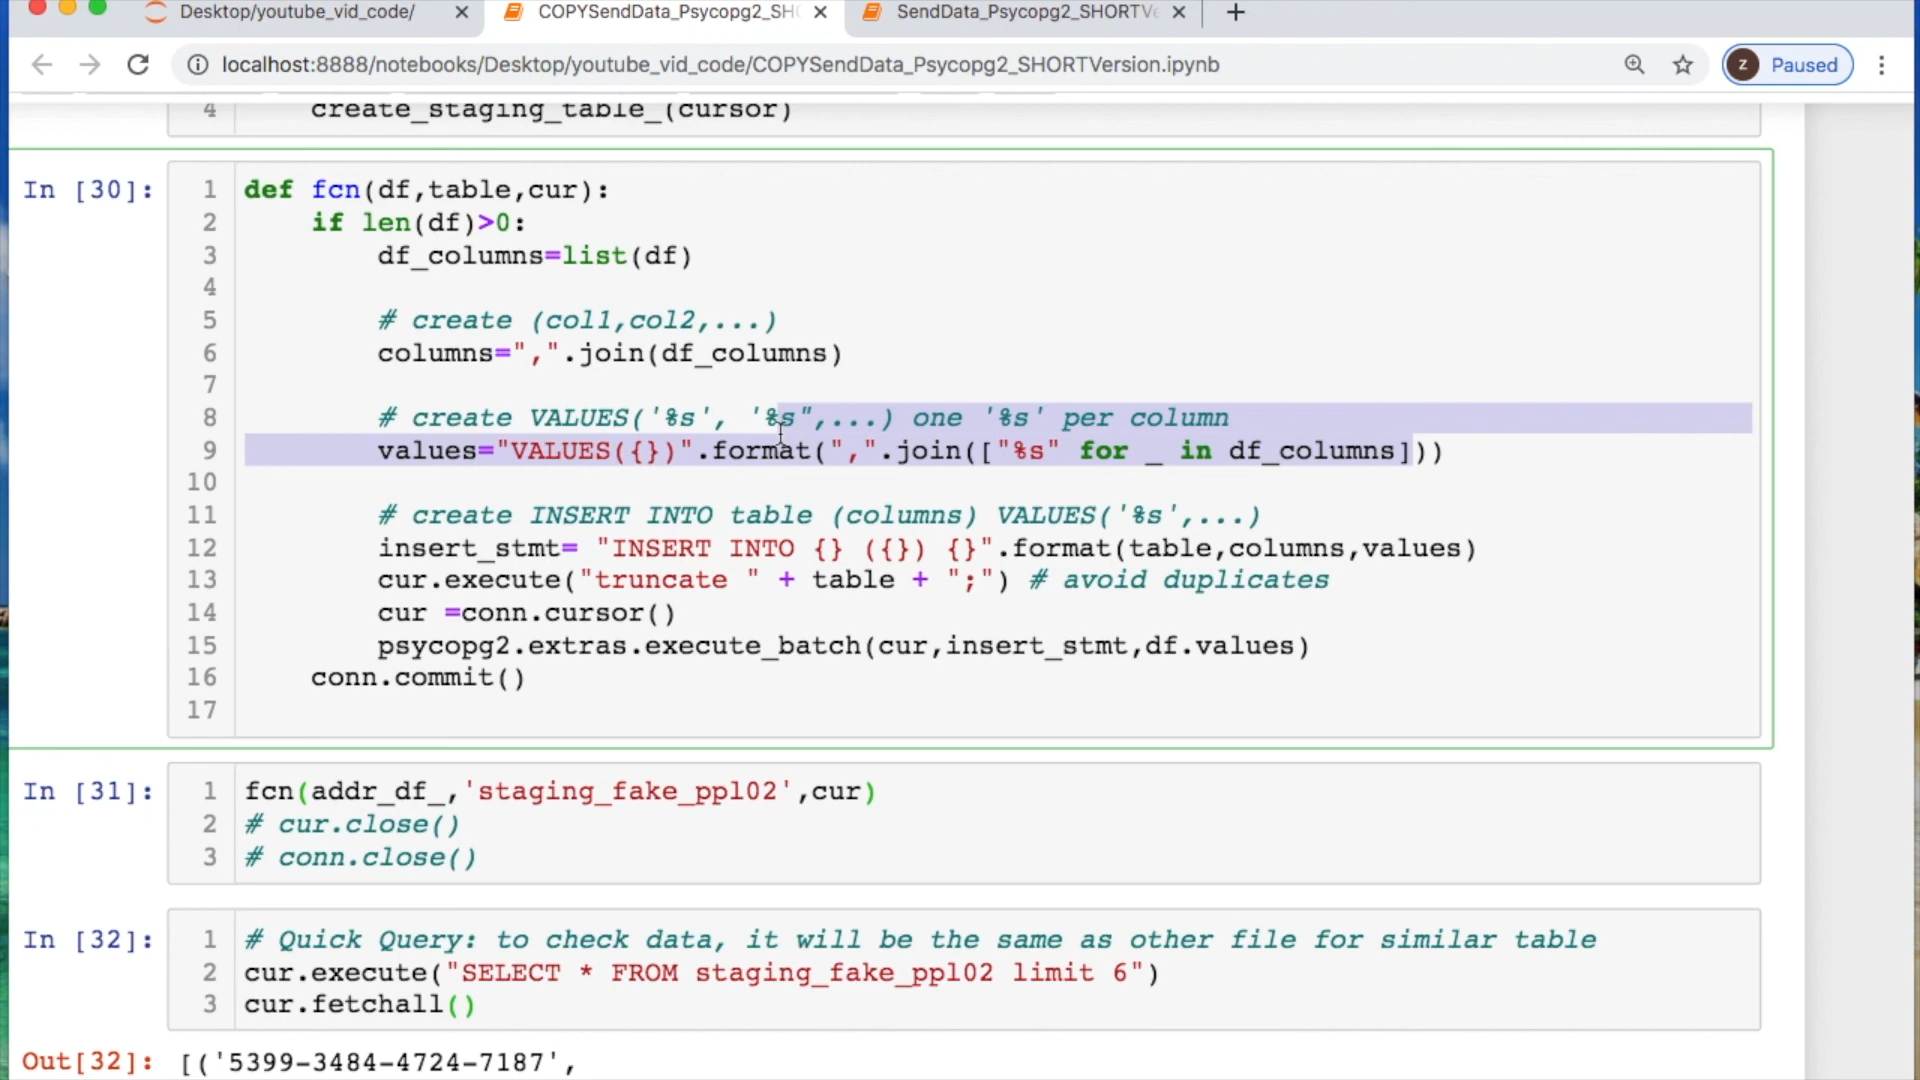 Desktop/youtube_vid_code/
COPYSendData_Psycopg2_SH
SendData_Psycopg2_SHORTVe
localhost:8888/notebooks/Desktop/youtube_vid_code/COPYSendData_Psycopg2_SHORTVersion.ipynb
z Paused
4 create_staging_table_(cursor)
In [30]:
1 def fcn(df,table,cur):
2 if len(df)>0:
3 df_columns=list(df)
4
5 # create (col1,col2,...)
6 columns=",".join(df_columns)
7
8 # create VALUES('%s', '%s",...) one '%s' per column
9 values="VALUES({})".format(",".join(["%s" for _ in df_columns]))
10
11 # create INSERT INTO table (columns) VALUES('%s',...)
12 insert_stmt= "INSERT INTO {} ({}) {}".format(table,columns,values)
13 cur.execute("truncate " + table + ";") # avoid duplicates
14 cur =conn.cursor()
15 psycopg2.extras.execute_batch(cur,insert_stmt,df.values)
16 conn.commit()
17
In [31]:
1 fcn(addr_df_,'staging_fake_ppl02',cur)
2 # cur.close()
3 # conn.close()
In [32]:
1 # Quick Query: to check data, it will be the same as other file for similar table
2 cur.execute("SELECT * FROM staging_fake_ppl02 limit 6")
3 cur.fetchall()
Out[32]: [('5399-3484-4724-7187',